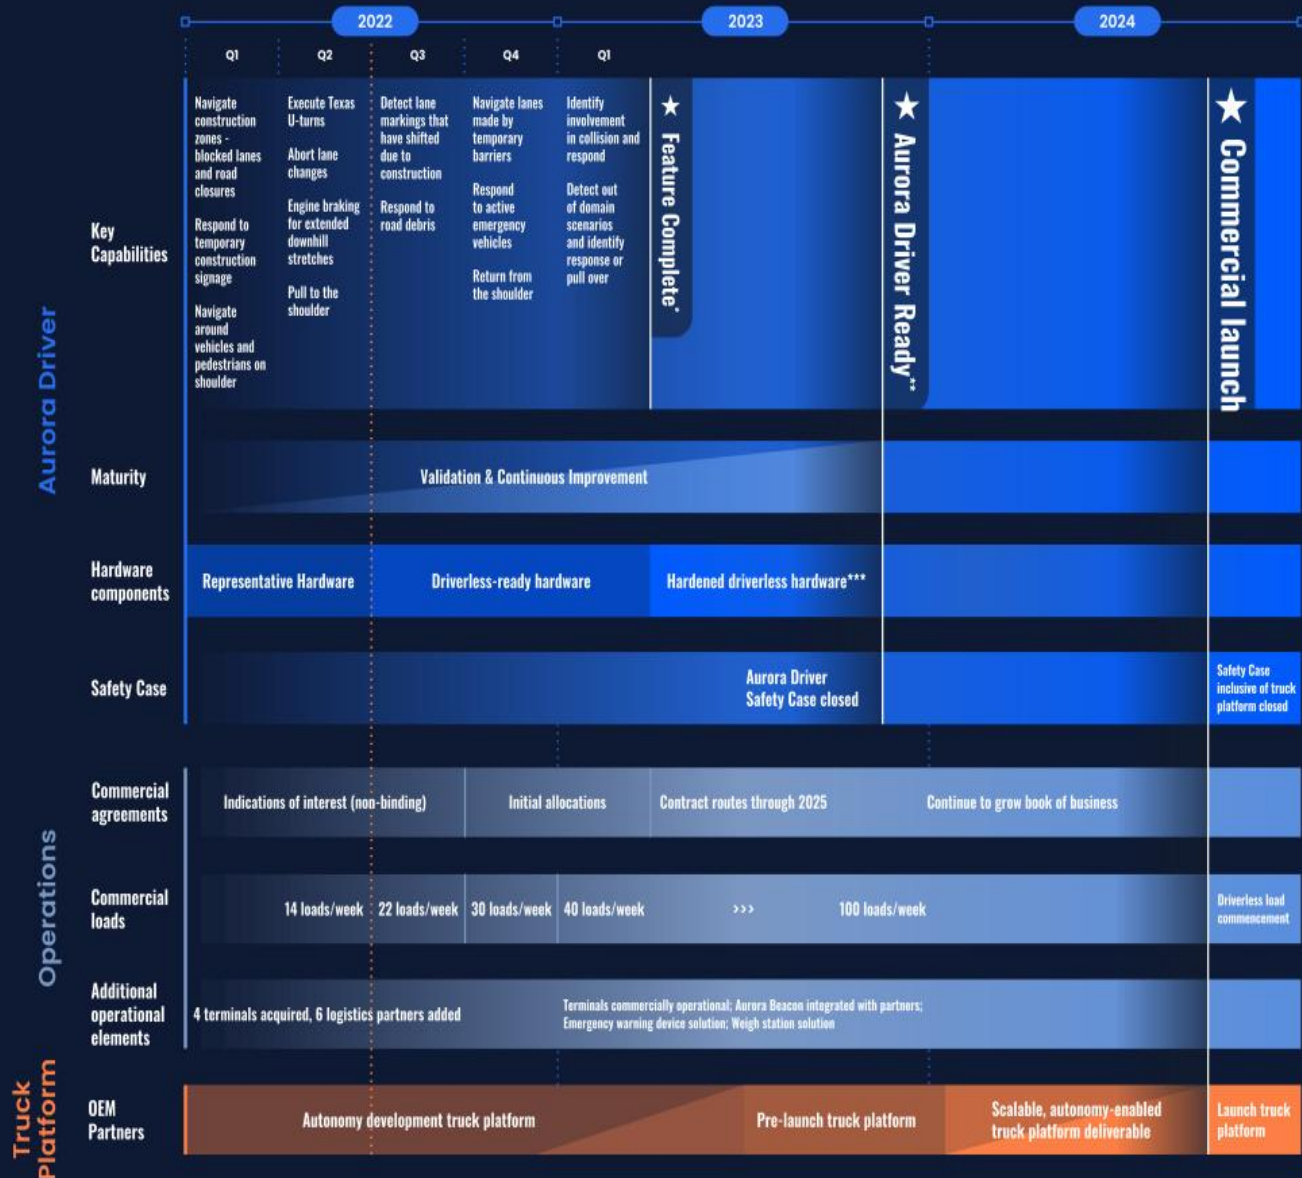 2022
2023
2024
Q1
Q2
Q3
Q4
Q1
Aurora Driver
Key
Capabilities
Navigate
construction
zones -
blocked lanes
and road
closures
Respond to
temporary
construction
signage
Navigate
around
vehicles and
pedestrians on
shoulder
Execute Texas
U-turns
Abort lane
changes
Engine braking
for extended
downhill
stretches
Pull to the
shoulder
Detect lane
markings that
have shifted
due to
construction
Respond to
road debris
Navigate lanes
made by
temporary
barriers
Respond
to active
emergency
vehicles
Return from
the shoulder
Identify
involvement
in collision and
respond
Detect out
of domain
scenarios
and identify
response or
pull over
★ Feature Complete*
★ Aurora Driver Ready**
★ Commercial launch
Maturity
Validation & Continuous Improvement
Hardware
components
Representative Hardware
Driverless-ready hardware
Hardened driverless hardware***
Safety Case
Aurora Driver
Safety Case closed
Safety Case
inclusive of truck
platform closed
Operations
Commercial
agreements
Indications of interest (non-binding)
Initial allocations
Contract routes through 2025
Continue to grow book of business
Commercial
loads
14 loads/week
22 loads/week
30 loads/week
40 loads/week
>>>
100 loads/week
Driverless load
commencement
Additional
operational
elements
4 terminals acquired, 6 logistics partners added
Terminals commercially operational; Aurora Beacon integrated with partners;
Emergency warning device solution; Weigh station solution
Truck
Platform
OEM
Partners
Autonomy development truck platform
Pre-launch truck platform
Scalable, autonomy-enabled
truck platform deliverable
Launch truck
platform